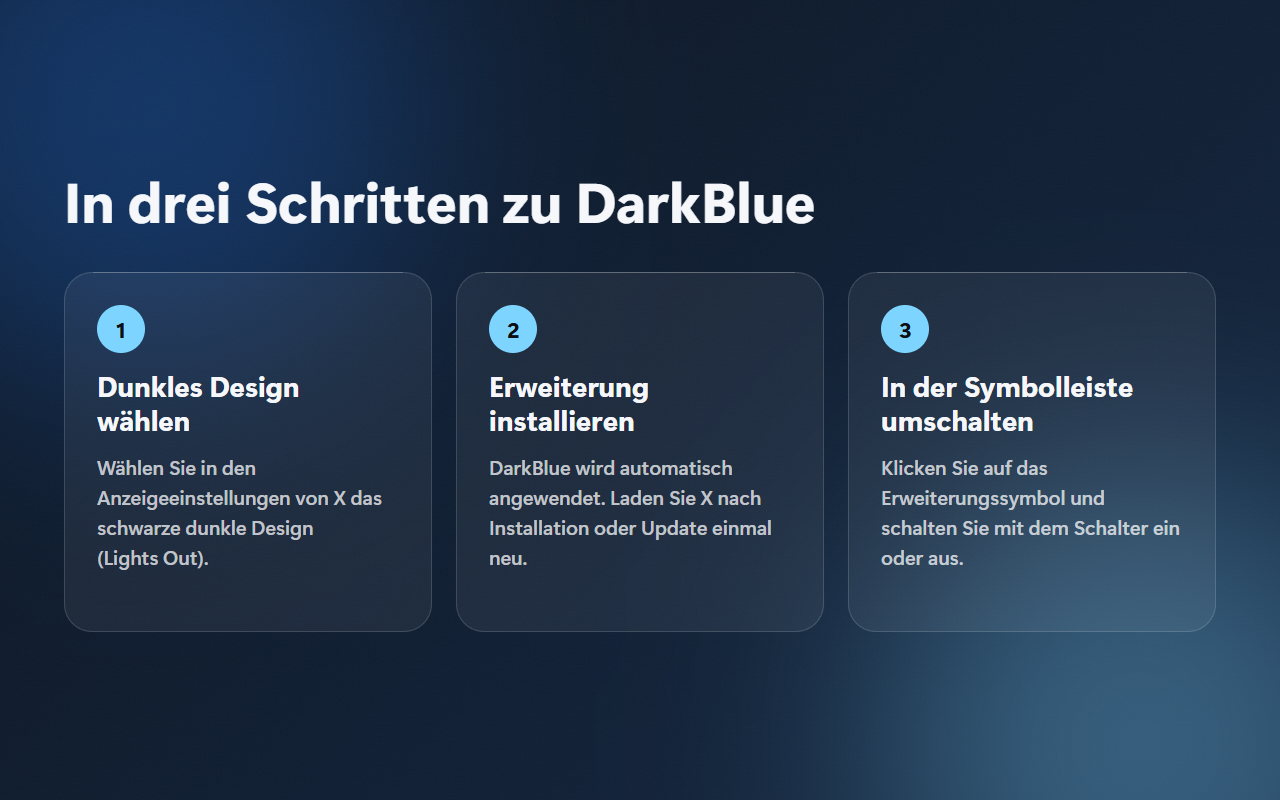 In drei Schritten zu DarkBlue
1
Dunkles Design
wählen
Wählen Sie in den
Anzeigeeinstellungen von X das
schwarze dunkle Design
(Lights Out).
2
Erweiterung
installieren
DarkBlue wird automatisch
angewendet. Laden Sie X nach
Installation oder Update einmal
neu.
3
In der Symbolleiste
umschalten
Klicken Sie auf das
Erweiterungssymbol und
schalten Sie mit dem Schalter ein
oder aus.